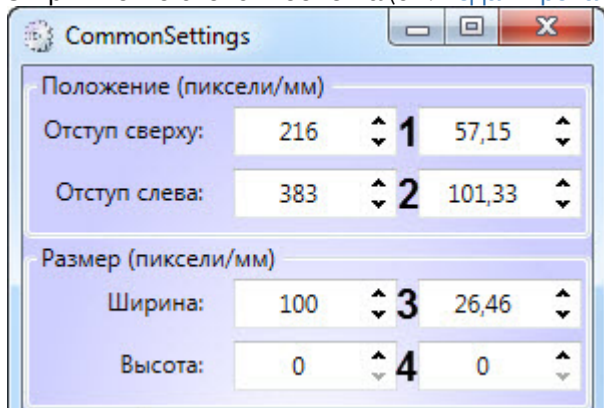 CommonSettings
Положение (пиксели/мм)
Отступ сверху: 216 1 57,15
Отступ слева: 383 2 101,33
Размер (пиксели/мм)
Ширина: 100 3 26,46
Высота: 0 4 0